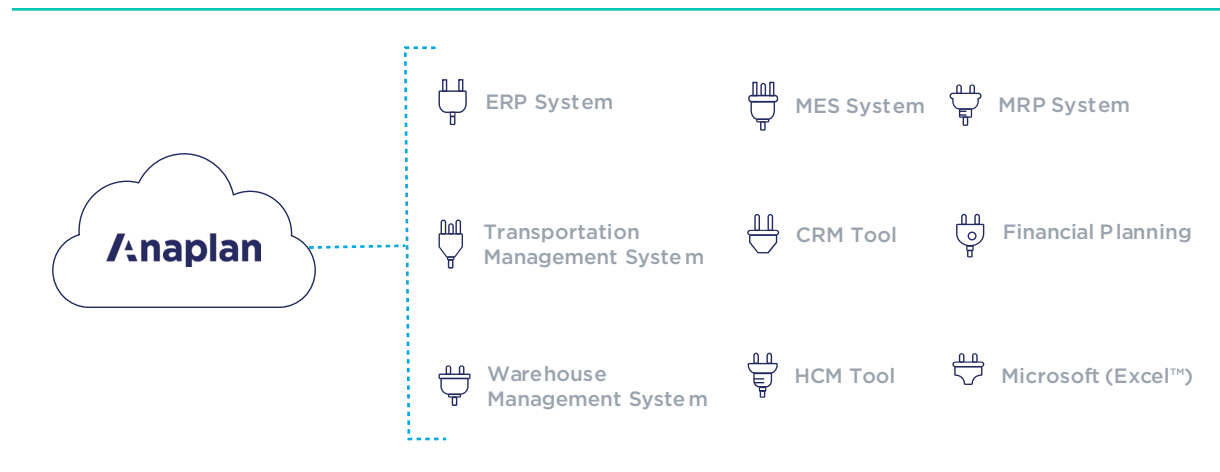 Anaplan
ERP System
MES System
MRP System
Transportation
Management System
CRM Tool
Financial Planning
Warehouse
Management System
HCM Tool
Microsoft (Excel™)